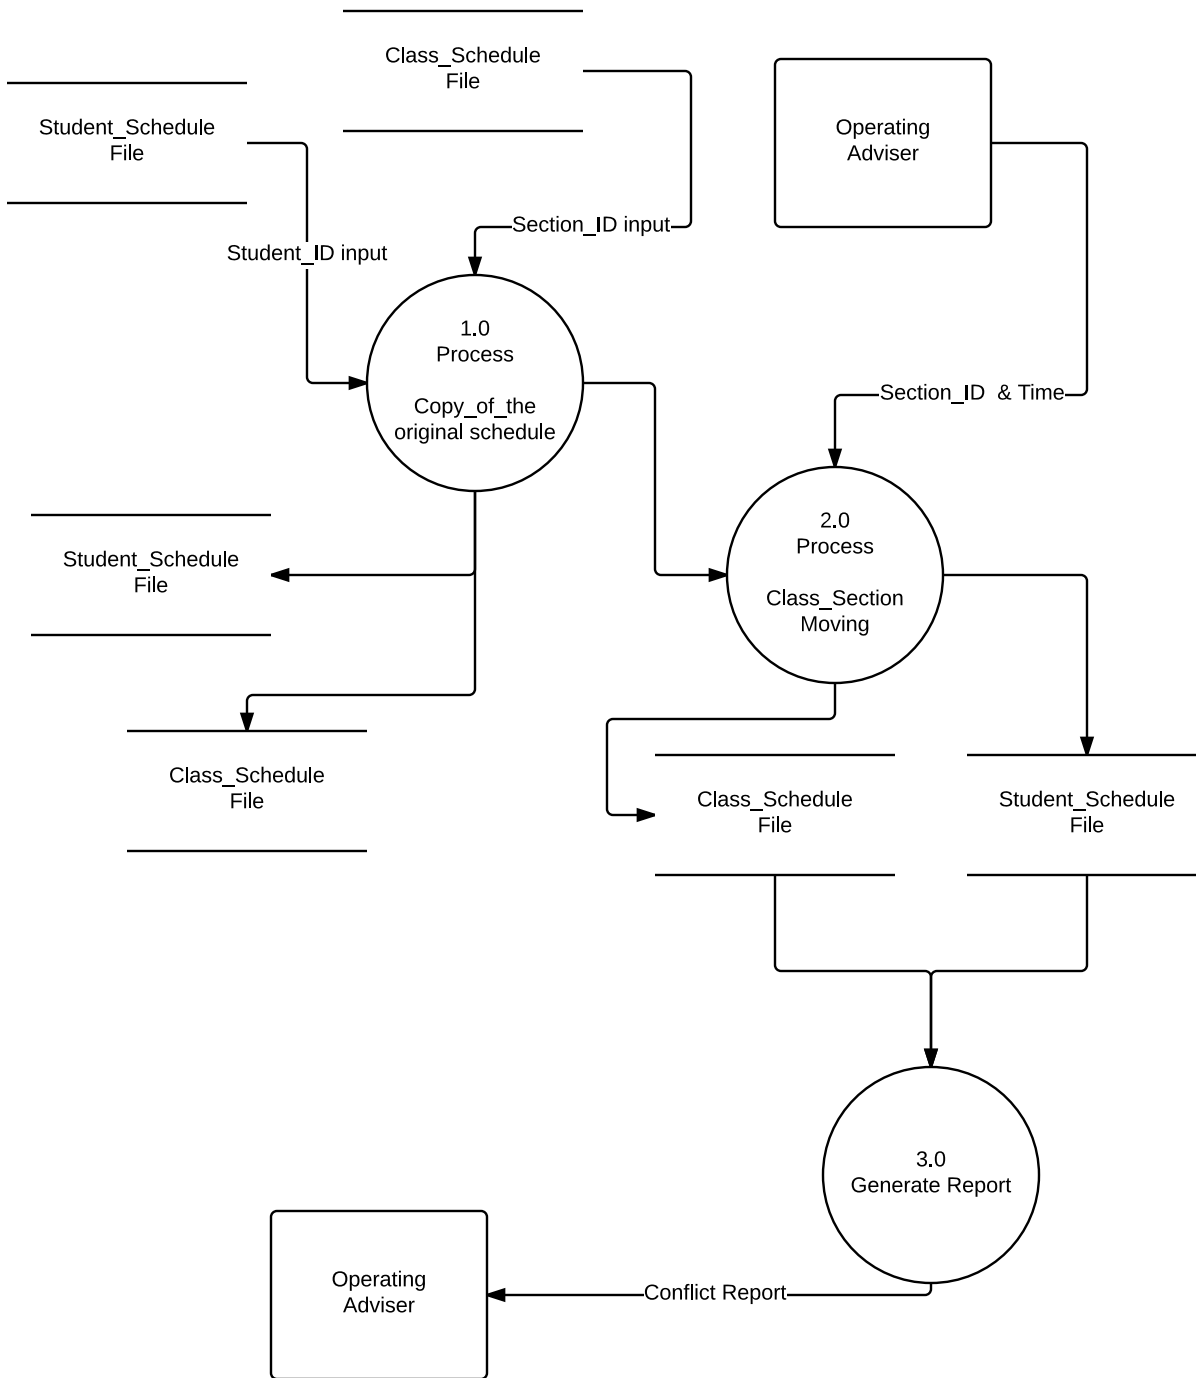 Class_Schedule
File
Student_Schedule
File
Operating
Adviser
Section_ID input
Student_ID input
1.0
Process
Copy_of_the
original schedule
Section_ID & Time
2.0
Process
Class_Section
Moving
Student_Schedule
File
Class_Schedule
File
Class_Schedule
File
Student_Schedule
File
3.0
Generate Report
Operating
Adviser
Conflict Report